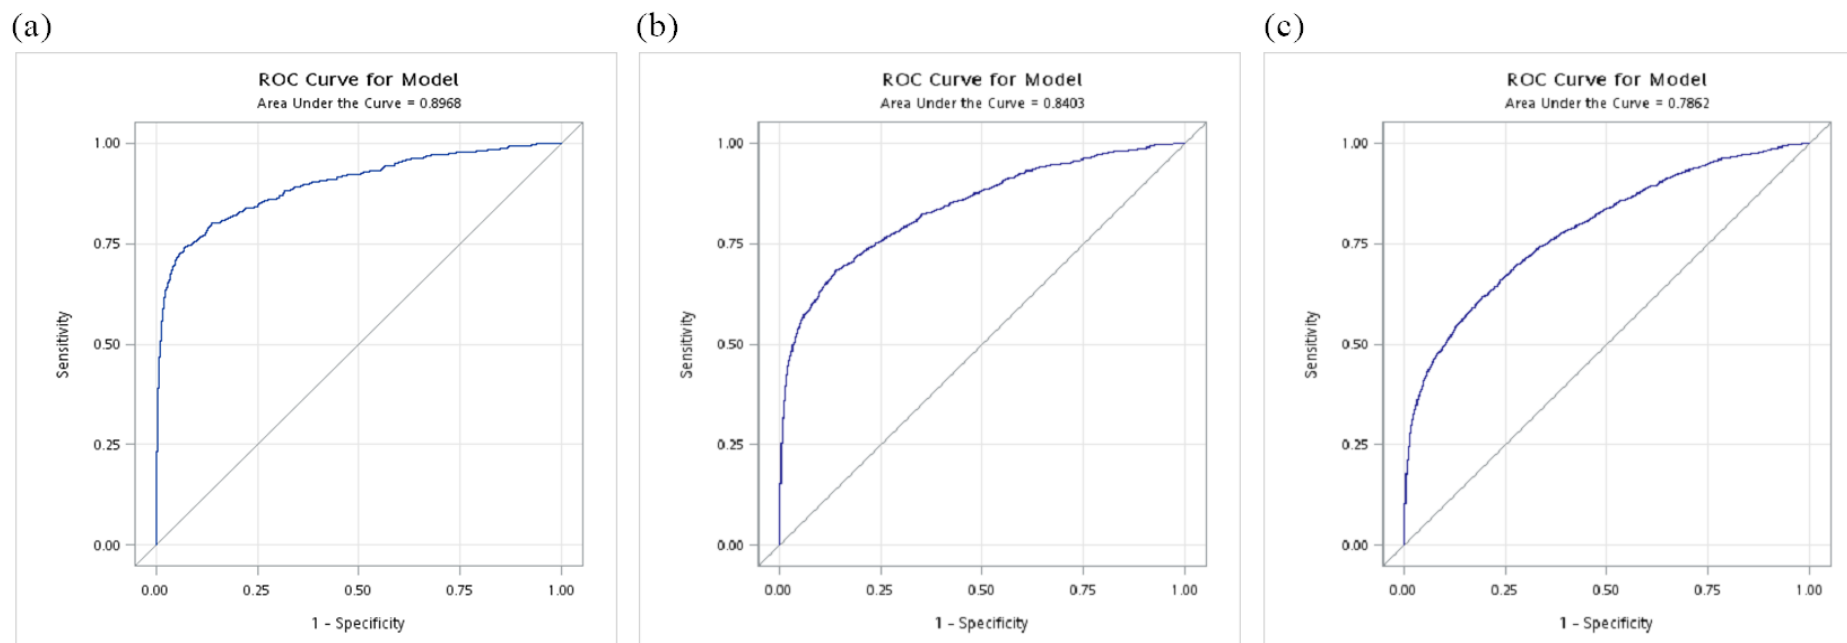 (a)
ROC Curve for Model
Area Under the Curve = 0.8968
1.00
0.75
0.50
0.25
0.00
Sensitivity
0.00 0.25 0.50 0.75 1.00
1 - Specificity
(b)
ROC Curve for Model
Area Under the Curve = 0.8403
1.00
0.75
0.50
0.25
0.00
Sensitivity
0.00 0.25 0.50 0.75 1.00
1 - Specificity
(c)
ROC Curve for Model
Area Under the Curve = 0.7862
1.00
0.75
0.50
0.25
0.00
Sensitivity
0.00 0.25 0.50 0.75 1.00
1 - Specificity